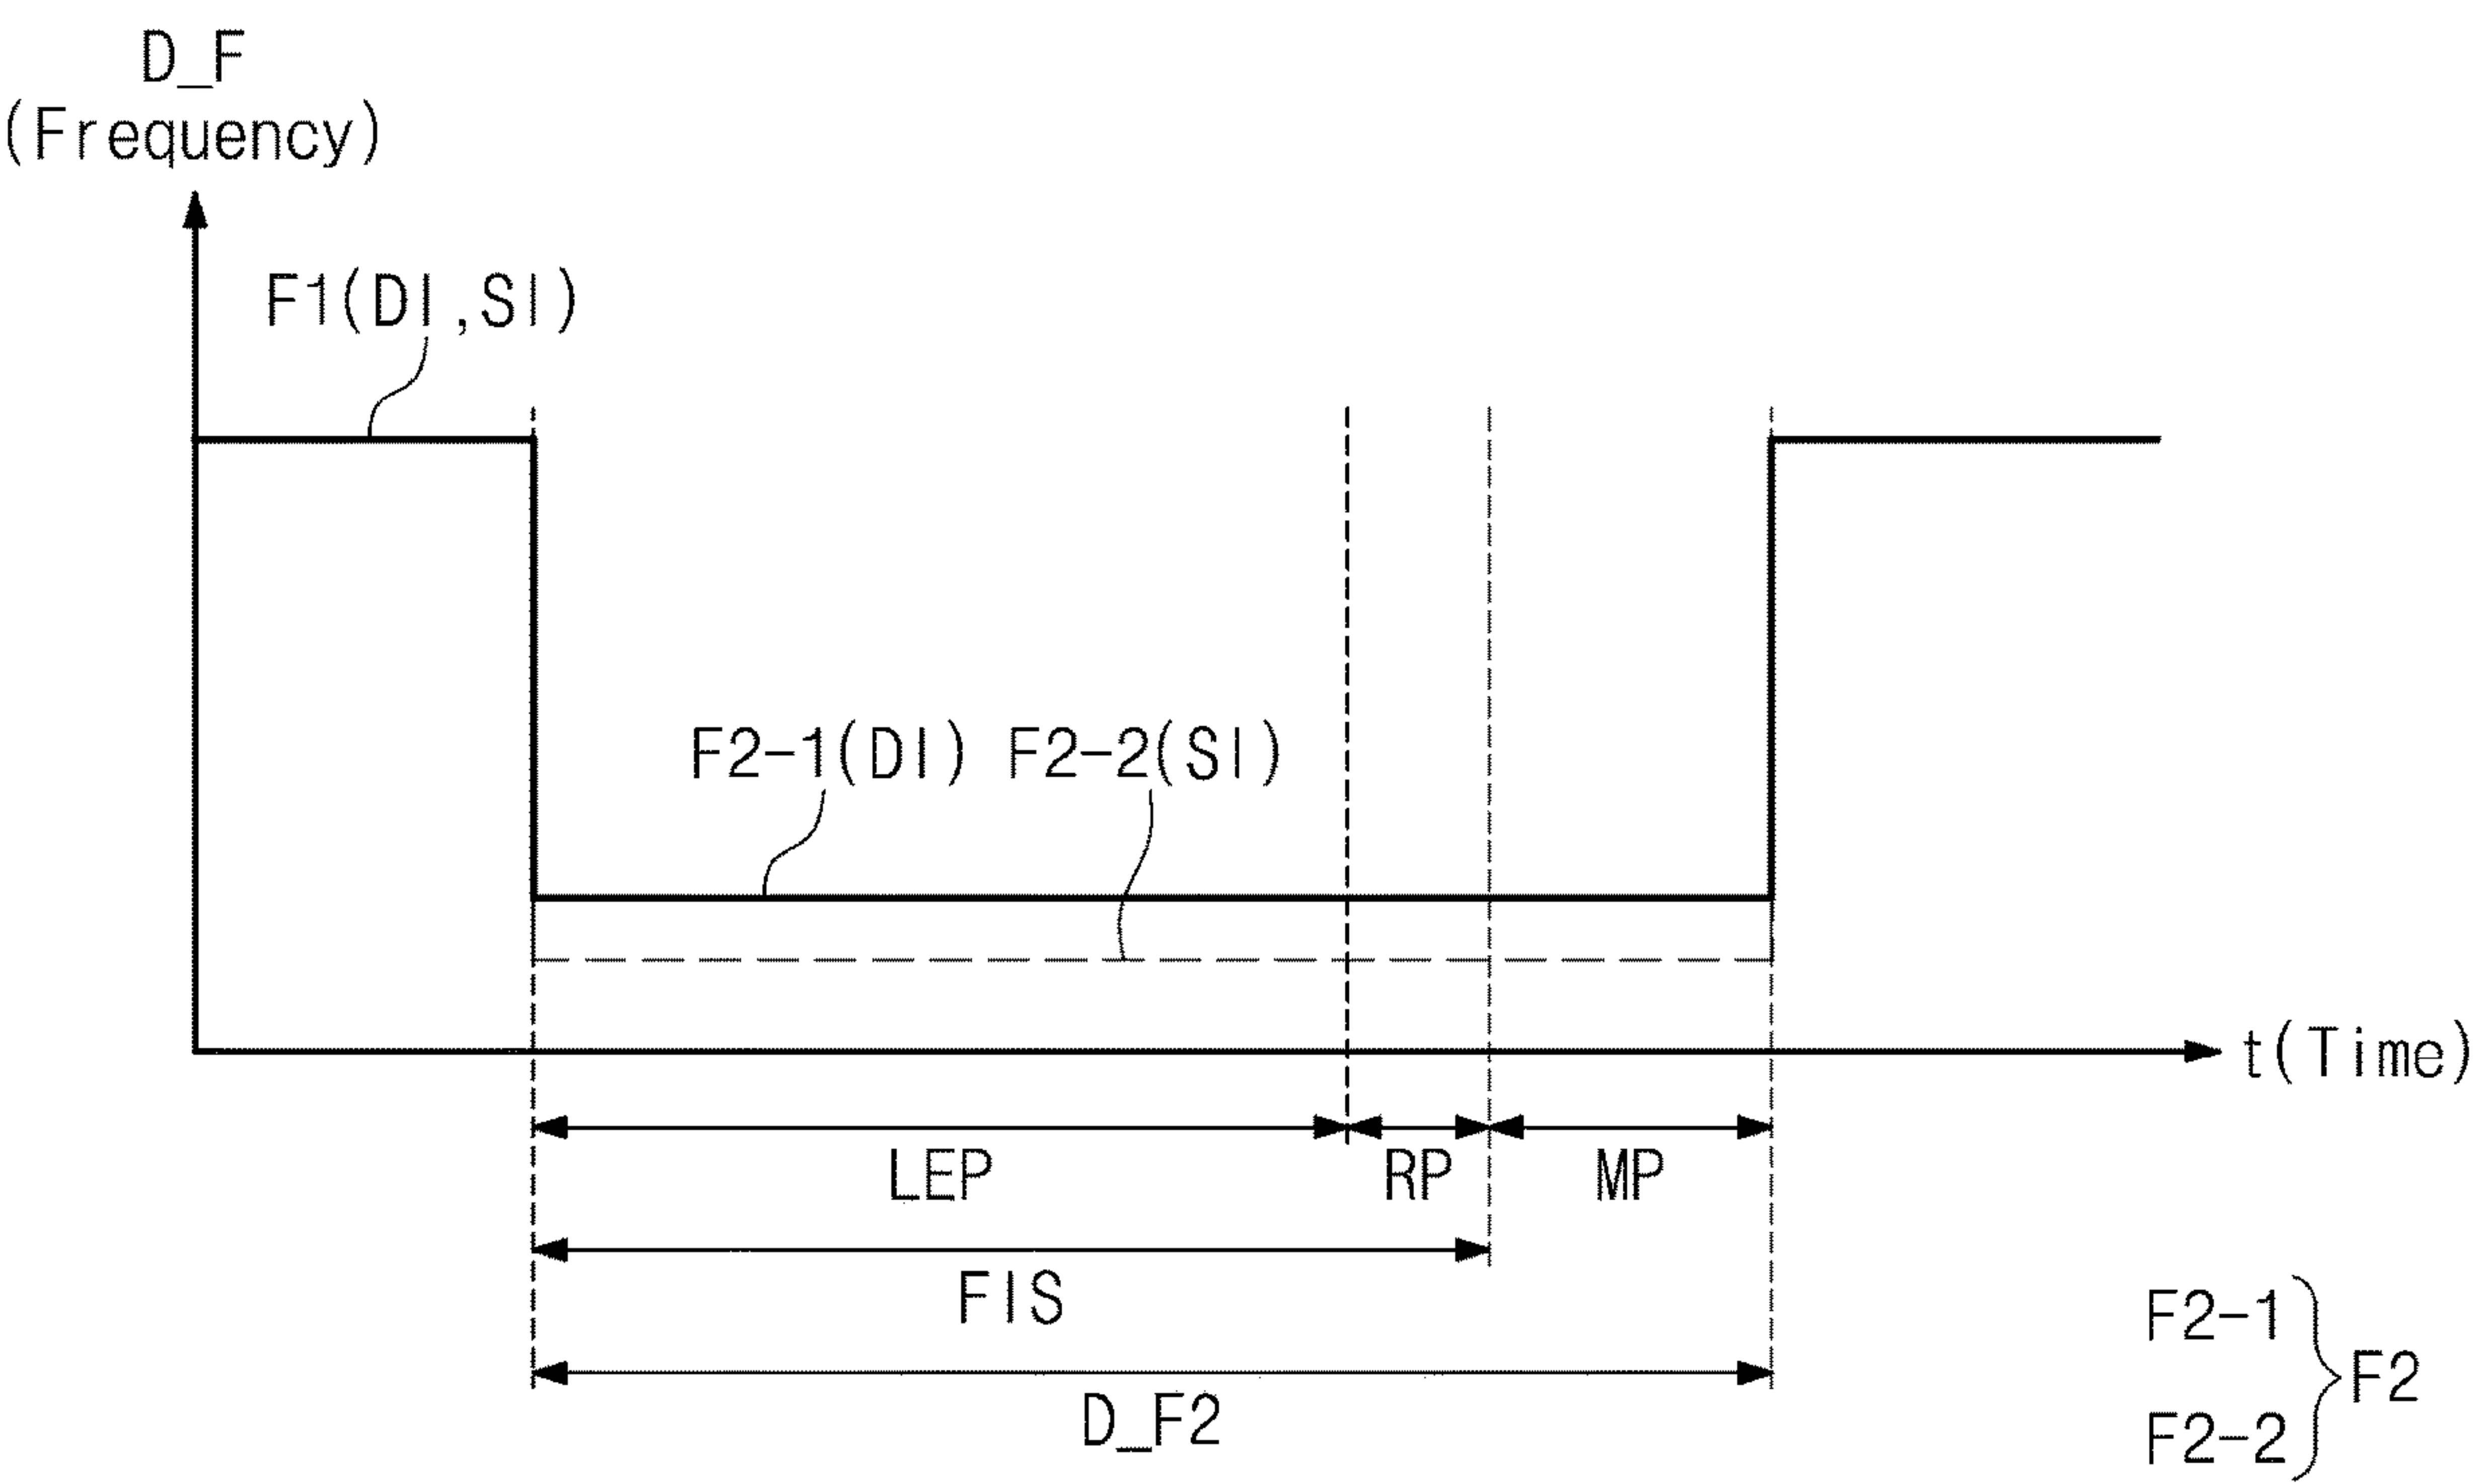 D_F
(Frequency)
F1(DI,SI)
F2-1(DI) F2-2(SI)
t(Time)
LEP RP MP
FIS
D_F2
F2-1
F2
F2-2